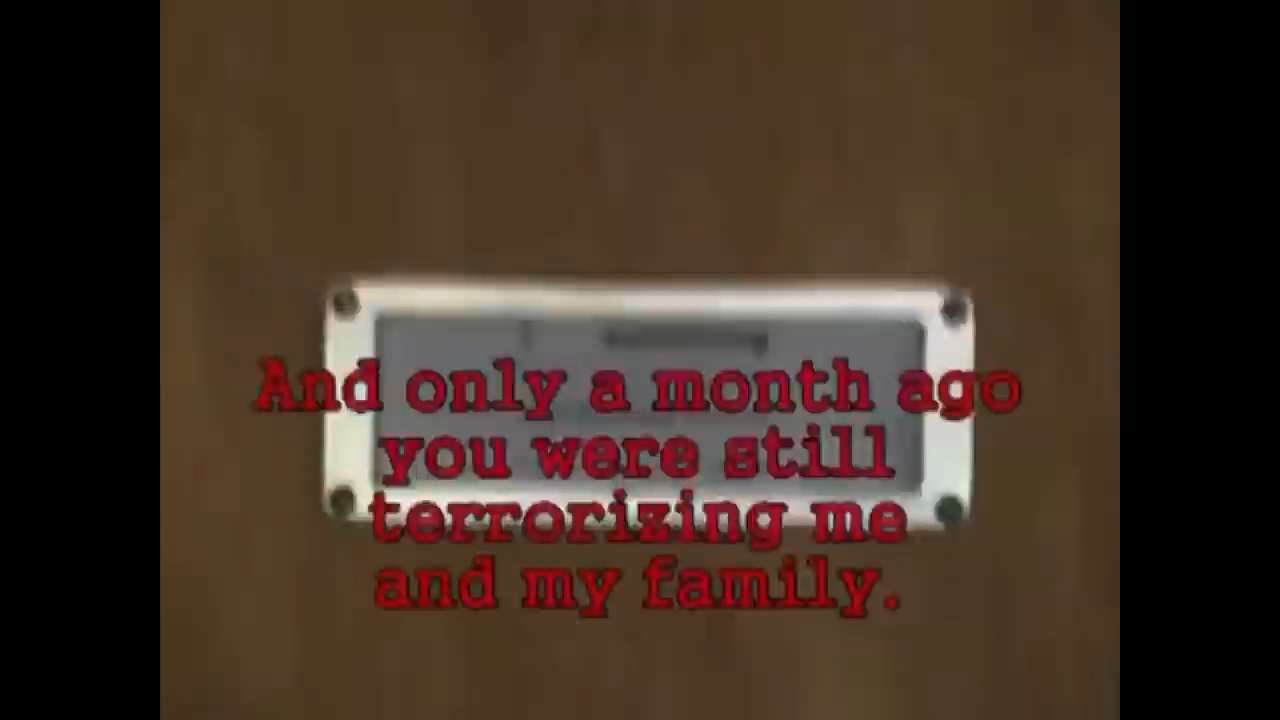 And only a month ago
you were still
terrorizing me
and my family.